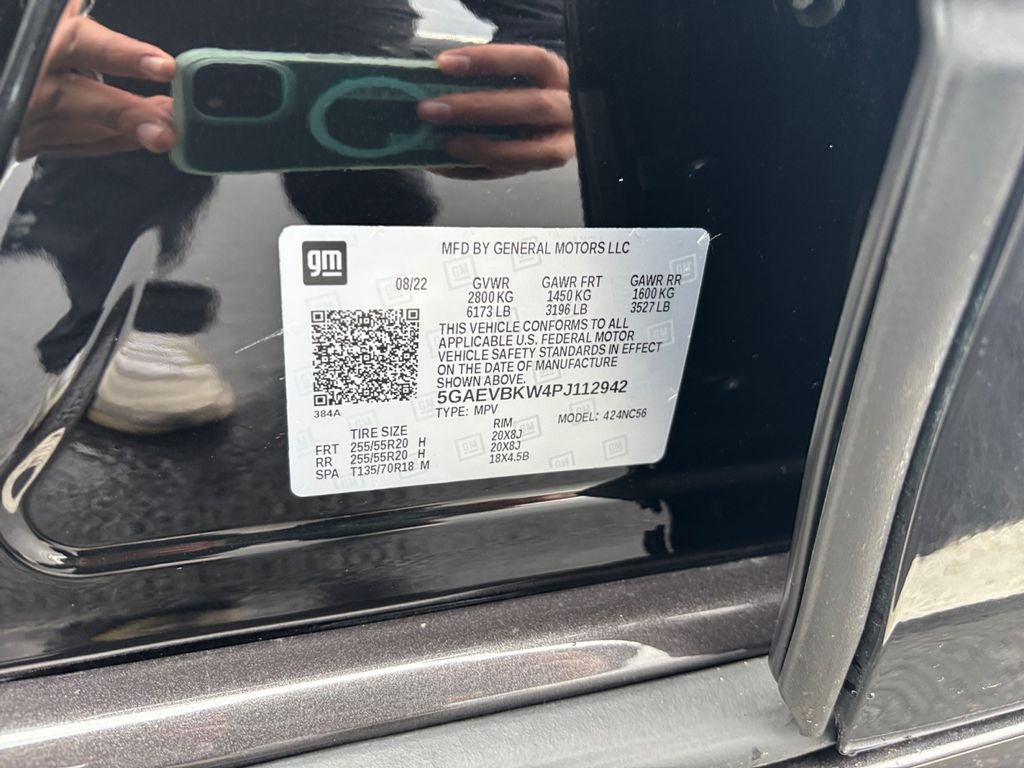 gm
MFD BY GENERAL MOTORS LLC
08/22 GVWR GAWR FRT GAWR RR
2800 KG 1450 KG 1600 KG
6173 LB 3196 LB 3527 LB
THIS VEHICLE CONFORMS TO ALL
APPLICABLE U.S. FEDERAL MOTOR
VEHICLE SAFETY STANDARDS IN EFFECT
ON THE DATE OF MANUFACTURE
SHOWN ABOVE.
384A
5GAEVBKW4PJ112942
TYPE: MPV MODEL: 424NC56
TIRE SIZE RIM
FRT 255/55R20 H 20X8J
RR 255/55R20 H 20X8J
SPA T135/70R18 M 18X4.5B